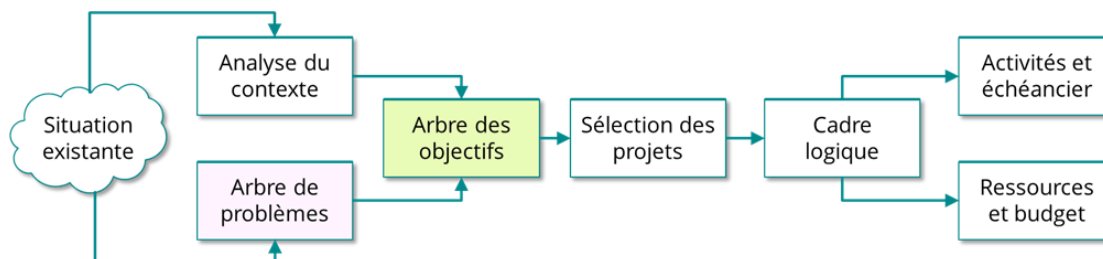 Situation
existante
Analyse du
contexte
Arbre de
problèmes
Arbre des
objectifs
Sélection des
projets
Cadre
logique
Activités et
échéancier
Ressources
et budget